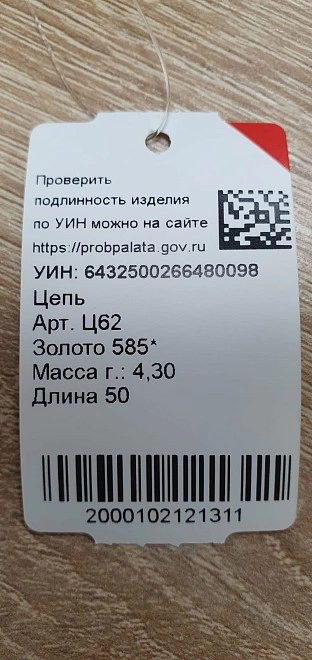 Проверить
подлинность изделия
по УИН можно на сайте
https://probpalata.gov.ru
УИН: 6432500266480098
Цепь
Арт. Ц62
Золото 585*
Масса г.: 4,30
Длина 50
2000102121311